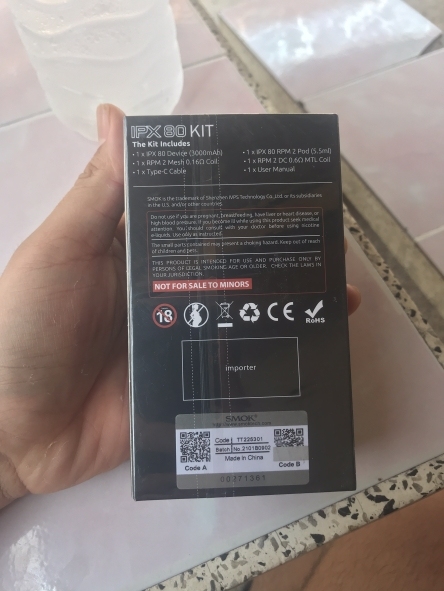 IPX 80 KIT
The Kit Includes
• 1 x IPX 80 Device (3000mAh)
• 1 x IPX 80 RPM 2 Pod (5.5ml)
• 1 x RPM 2 Mesh 0.16Ω Coil
• 1 x RPM 2 DC 0.6Ω MTL Coil
• 1 x Type-C Cable
• 1 x User Manual
SMOK is the trademark of Shenzhen IVPS Technology Co., Ltd. or its subsidiaries
in the U.S. and/or other countries.
Do not use if you are pregnant, breastfeeding, have liver or heart disease, or
high blood pressure. If you become ill while using this product seek medical
attention. You should consult with your doctor before using nicotine
e-liquids. Use only as instructed.
The small parts contained may present a choking hazard. Keep out of reach
of children and pets.
THIS PRODUCT IS INTENDED FOR USE AND PURCHASE ONLY BY
PERSONS OF LEGAL SMOKING AGE OR OLDER. CHECK THE LAWS IN
YOUR JURISDICTION.
NOT FOR SALE TO MINORS
18
CE
RoHS
importer
SMOK
Code TT235301
Batch No.210180902
Made in China
Code A
Code B